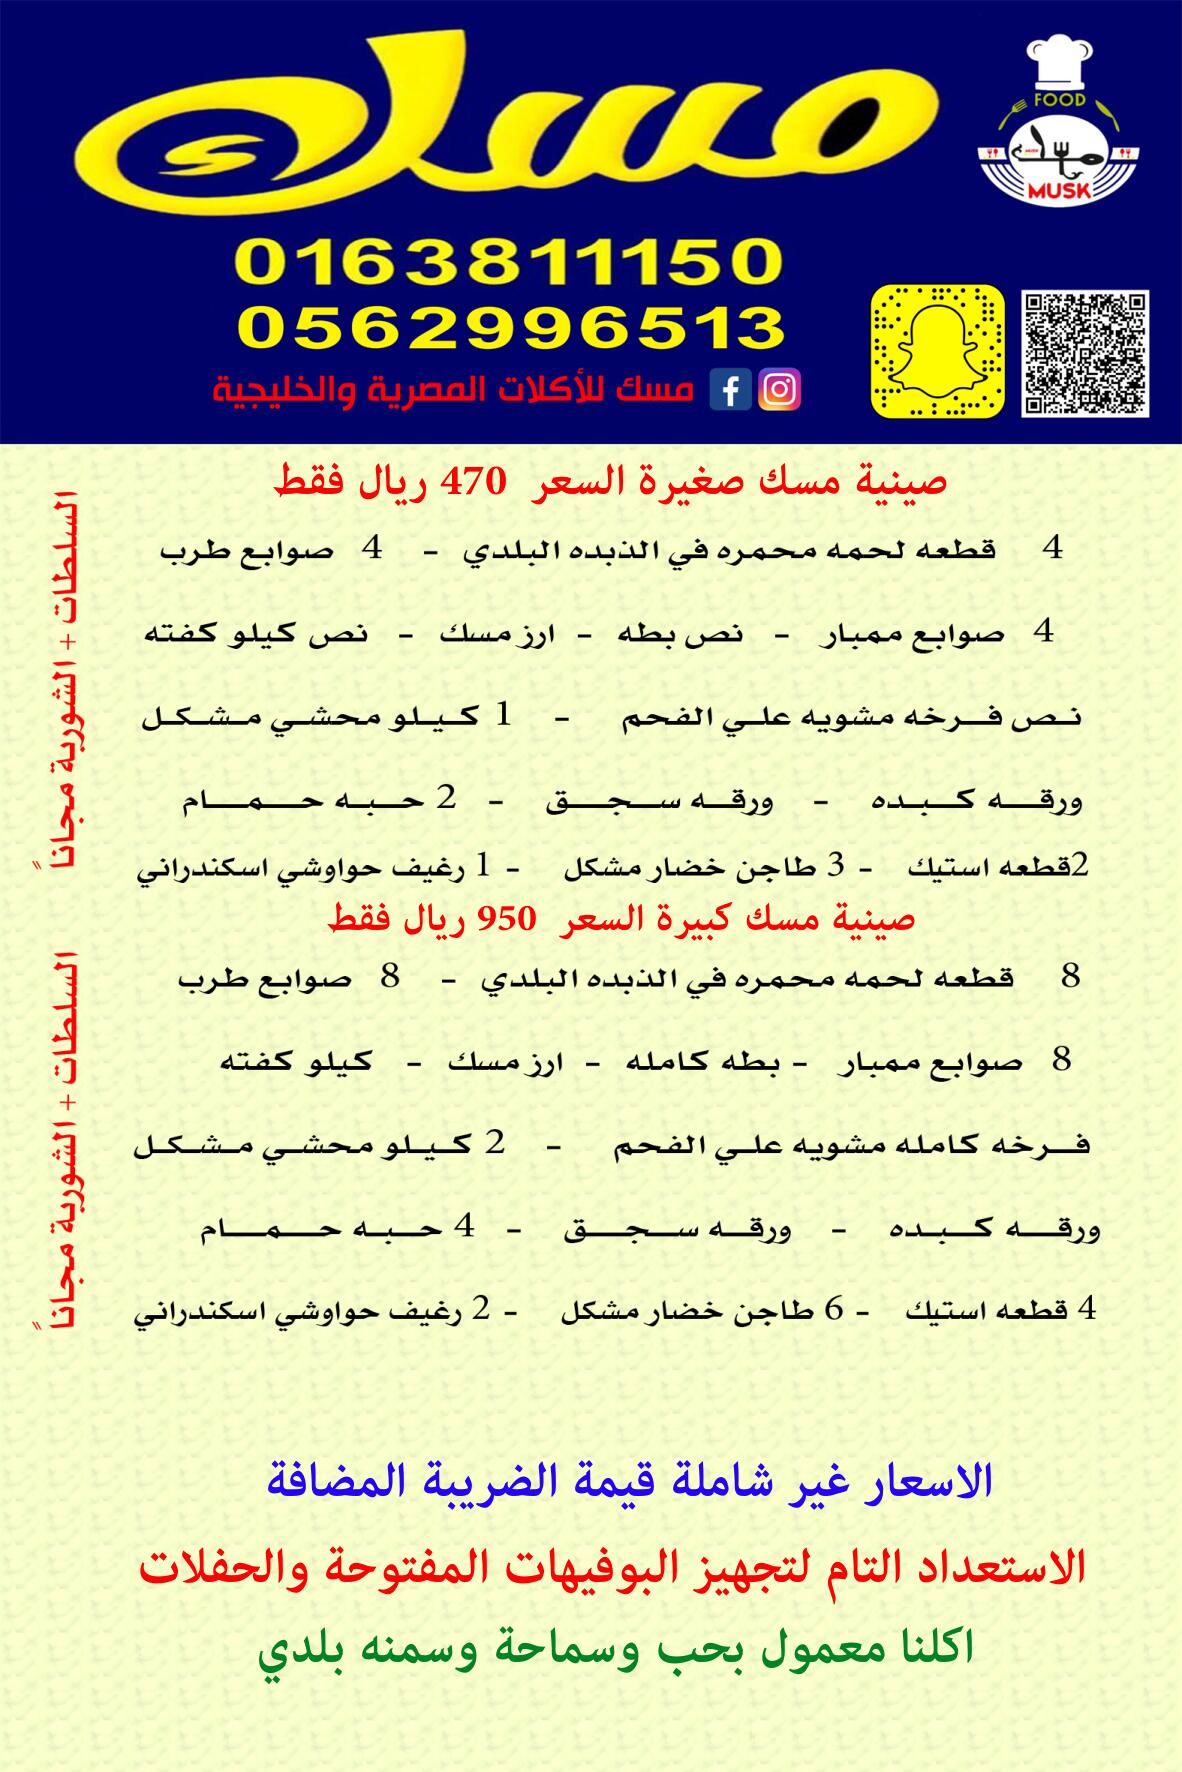 مسك
FOOD
MUSK
0163811150
0562996513
مسك للأكلات المصرية والخليجية
صينية مسك صغيرة السعر 470 ريال فقط
4 قطعه لحمه محمره في الذبده البلدي - 4 صوابع طرب
4 صوابع ممبار - نص بطه - ارز مسك - نص كيلو كفته
نص فرخه مشويه علي الفحم - 1 كيلو محشي مشكل
ورقه كبده - ورقه سجق - 2 حبه حمام
2قطعه استيك - 3 طاجن خضار مشكل - 1 رغيف حواوشي اسكندراني
السلطات + الشوربة مجاناً
صينية مسك كبيرة السعر 950 ريال فقط
8 قطعه لحمه محمره في الذبده البلدي - 8 صوابع طرب
8 صوابع ممبار - بطه كامله - ارز مسك - كيلو كفته
فرخه كامله مشويه علي الفحم - 2 كيلو محشي مشكل
ورقه كبده - ورقه سجق - 4 حبه حمام
4 قطعه استيك - 6 طاجن خضار مشكل - 2 رغيف حواوشي اسكندراني
السلطات + الشوربة مجاناً
الاسعار غير شاملة قيمة الضريبة المضافة
الاستعداد التام لتجهيز البوفيهات المفتوحة والحفلات
اكلنا معمول بحب وسماحة وسمنه بلدي